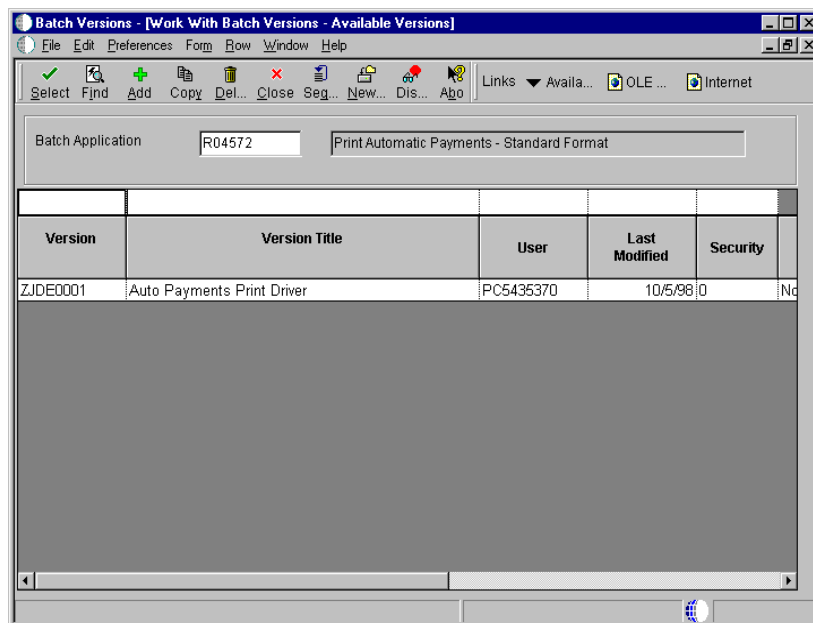 Batch Versions - [Work With Batch Versions - Available Versions]
File Edit Preferences Form Row Window Help
Select Find Add Copy Del... Close Seq... New... Dis... Abo Links Availa... OLE ... Internet
Batch Application R04572 Print Automatic Payments - Standard Format
Version Version Title User Last Modified Security
ZJDE0001 Auto Payments Print Driver PC5435370 10/5/98 0 No